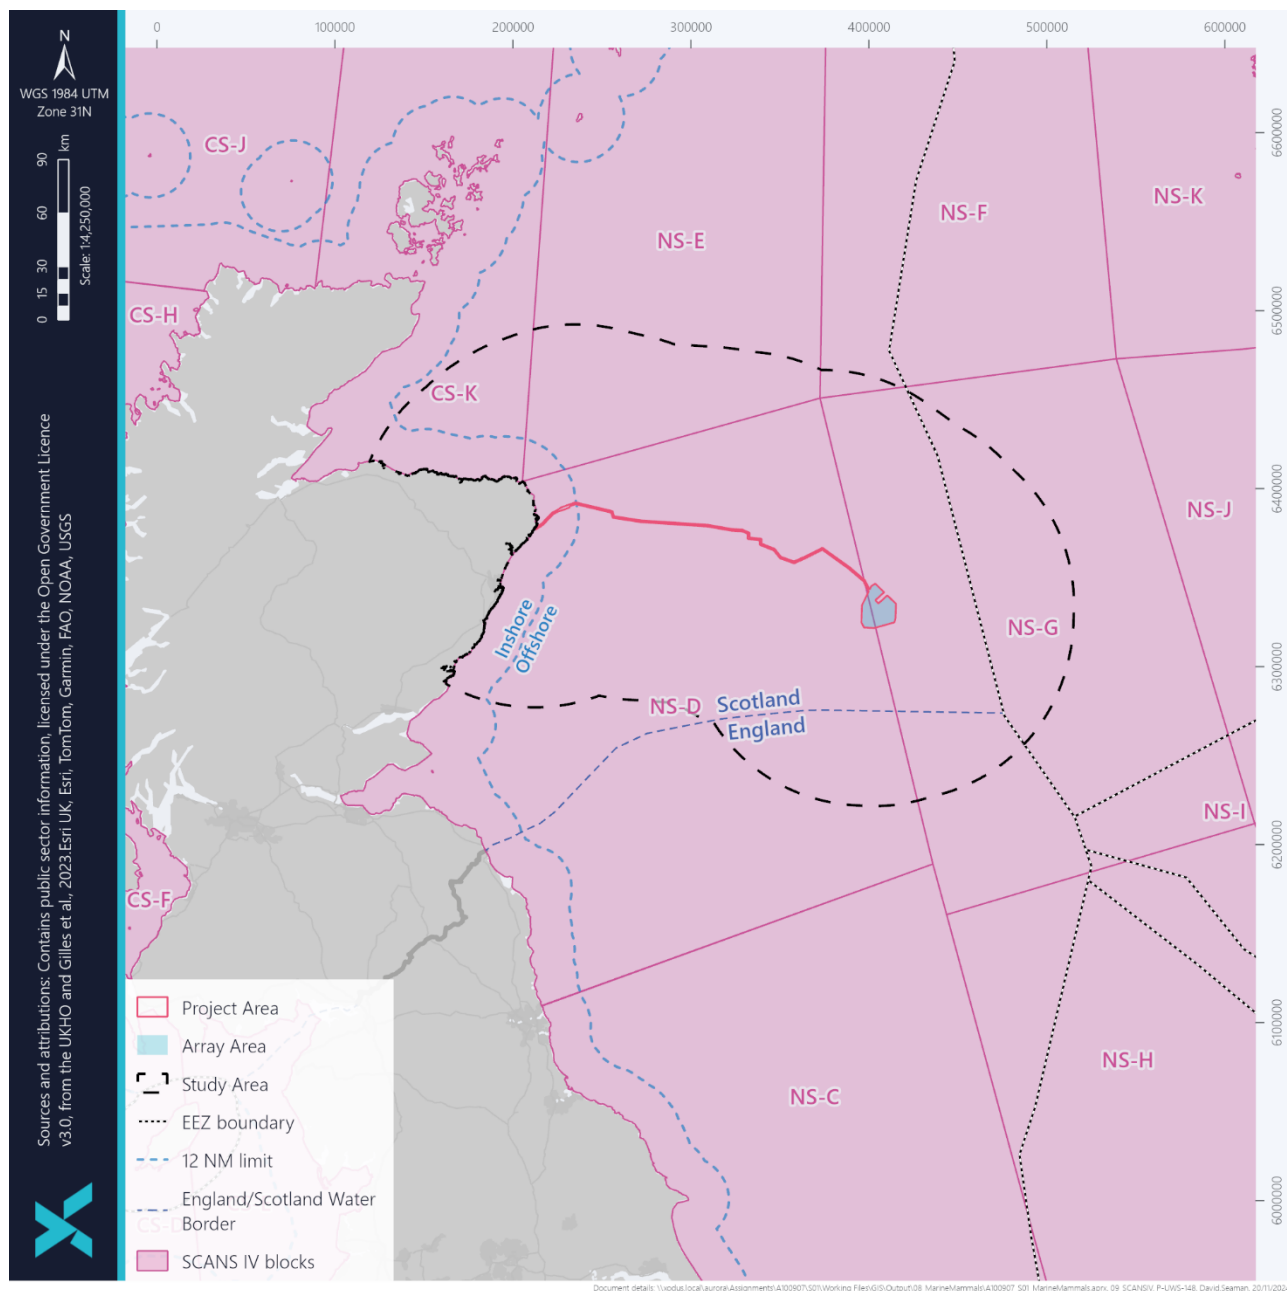 0 100000 200000 300000 400000 500000 600000
N
WGS 1984 UTM
Zone 31N
0 15 30 60 90 km
Scale: 1:4,250,000
Sources and attributions: Contains public sector information, licensed under the Open Government Licence
v3.0, from the UKHO and Gilles et al., 2023.Esri UK, Esri, TomTom, Garmin, FAO, NOAA, USGS
6600000
6500000
6400000
6300000
6200000
6100000
6000000
CS-J
NS-K
NS-F
NS-E
CS-H
CS-K
NS-J
Inshore
Offshore
NS-G
NS-D
Scotland
England
NS-I
CS-F
NS-H
NS-C
Project Area
Array Area
Study Area
EEZ boundary
12 NM limit
England/Scotland Water
Border
SCANS IV blocks